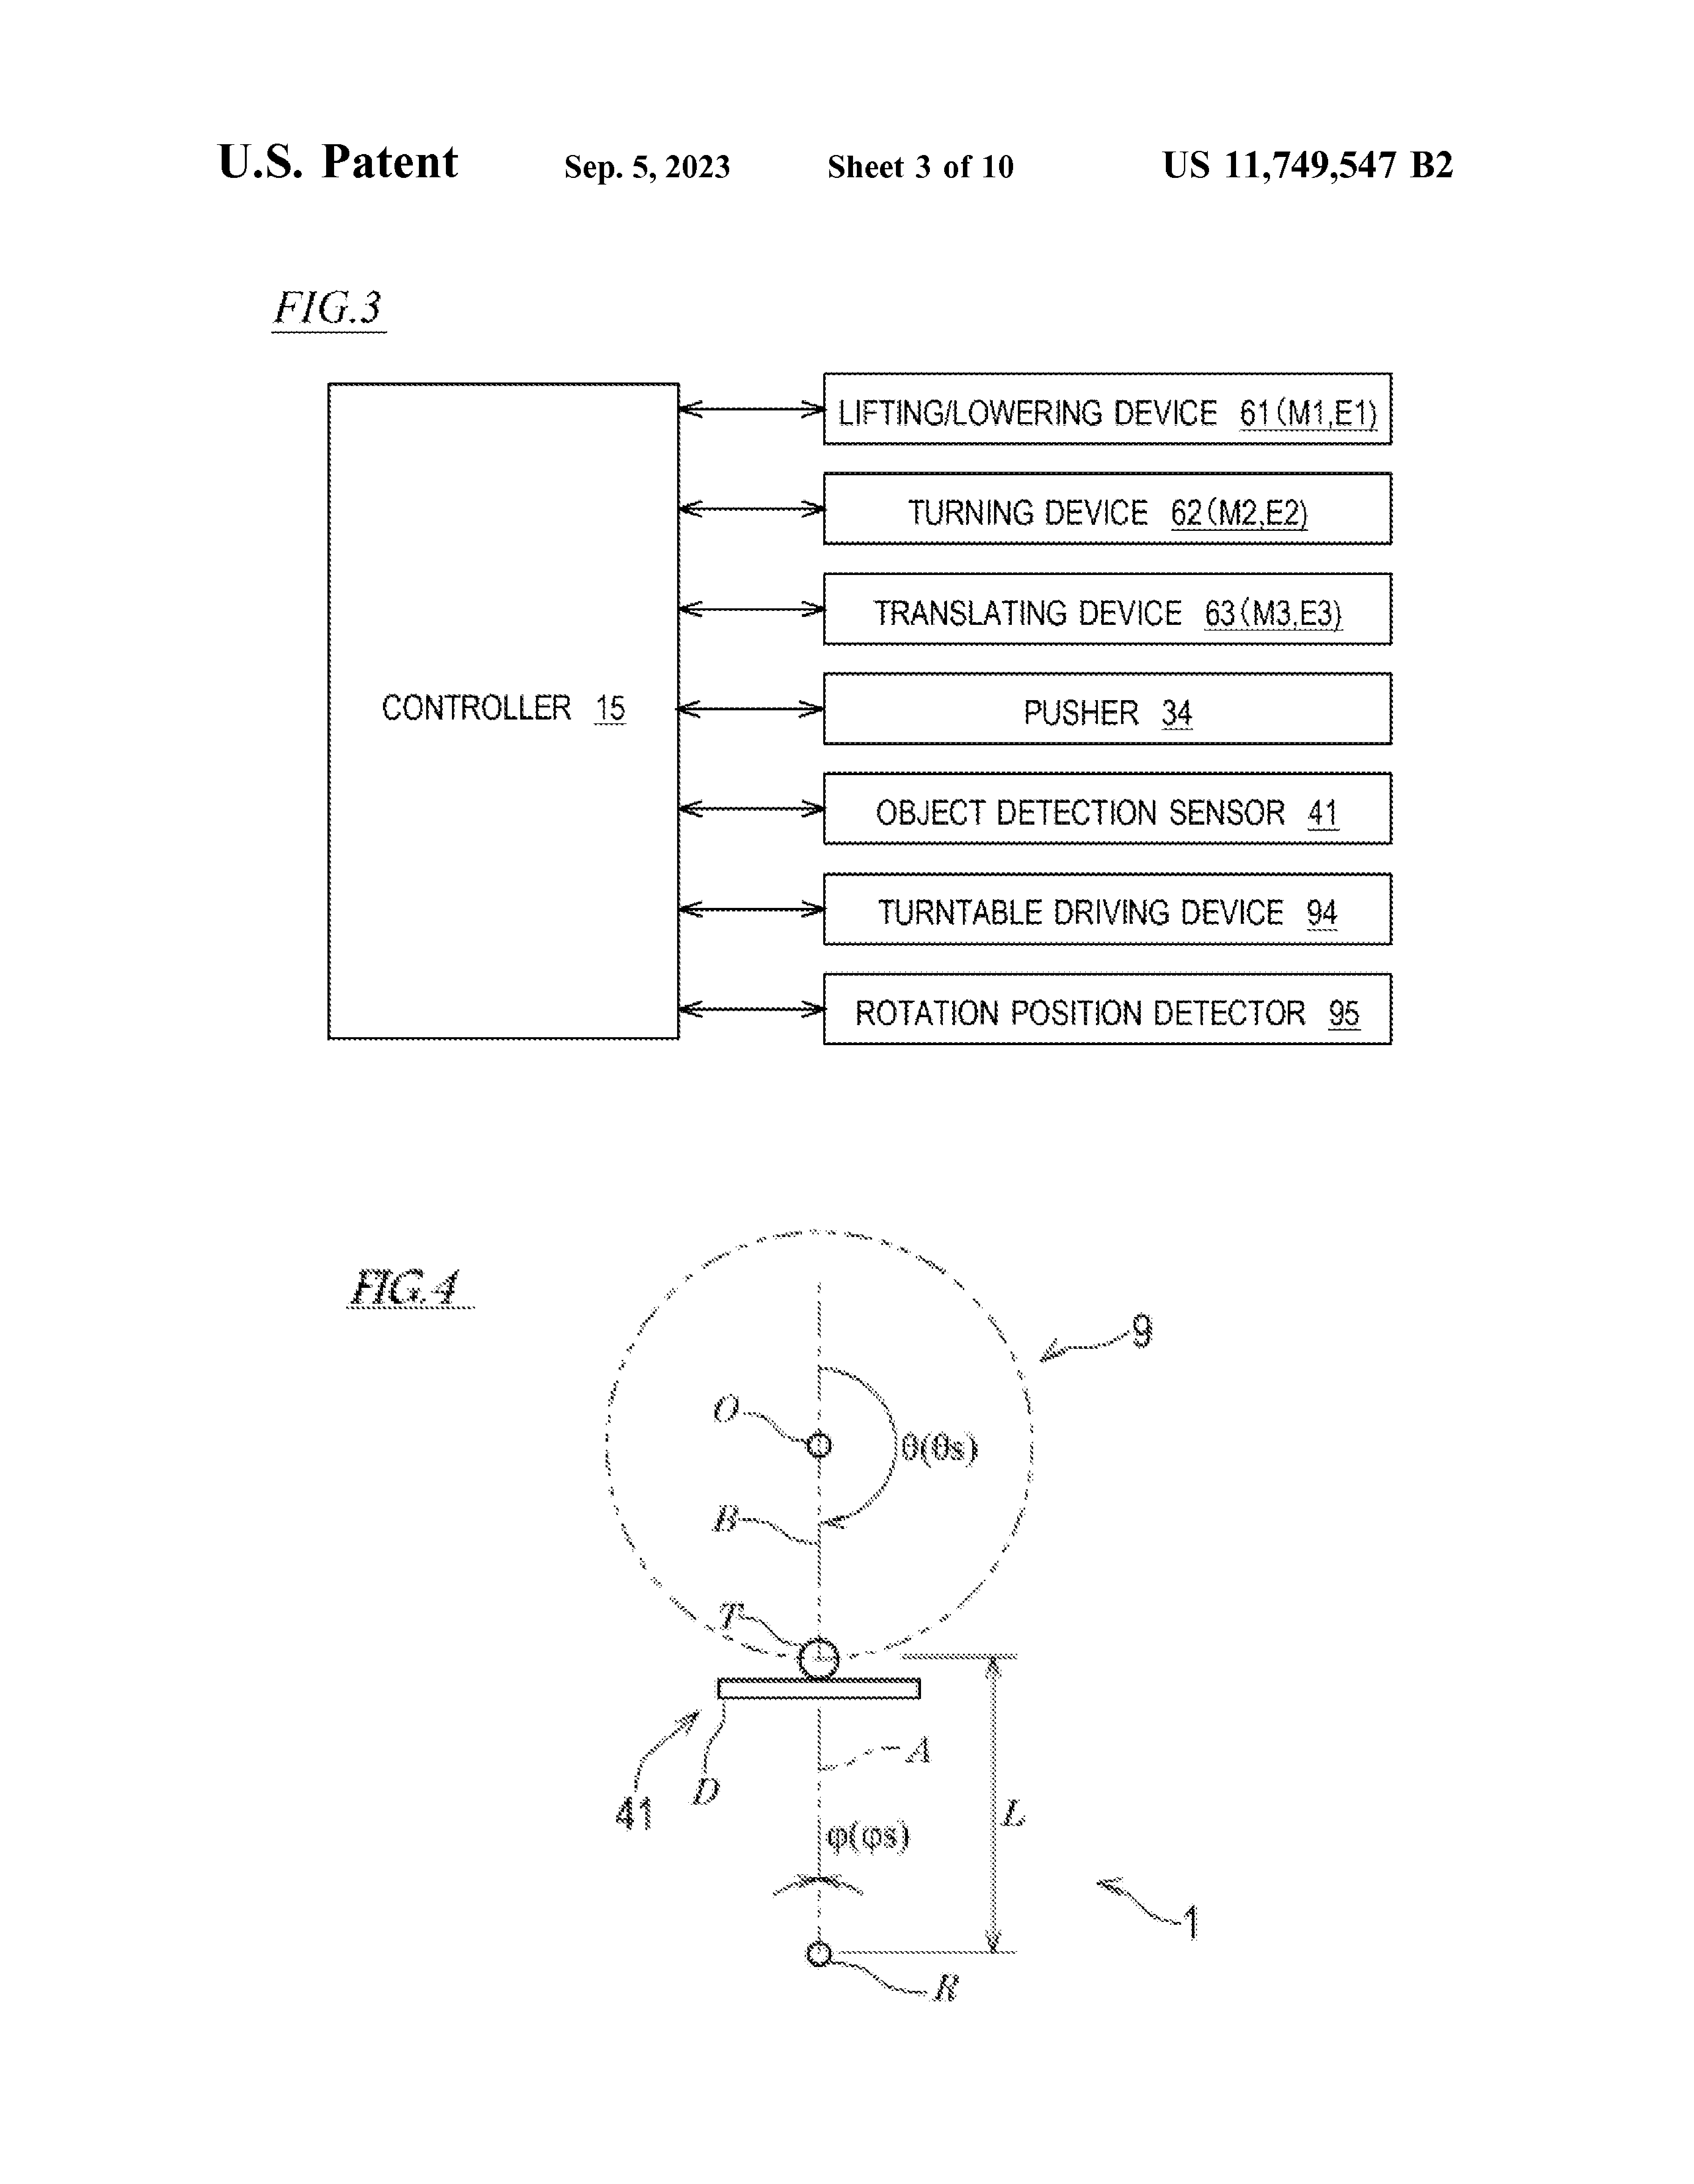 U.S. Patent Sep. 5, 2023 Sheet 3 of 10 US 11,749,547 B2
FIG.3
LIFTING/LOWERING DEVICE 61(M1,E1)
TURNING DEVICE 62(M2,E2)
TRANSLATING DEVICE 63(M3,E3)
CONTROLLER 15
PUSHER 34
OBJECT DETECTION SENSOR 41
TURNTABLE DRIVING DEVICE 94
ROTATION POSITION DETECTOR 95
FIG.4
9
O
θ(θs)
B
T
A
D
41
L
φ(φs)
1
R